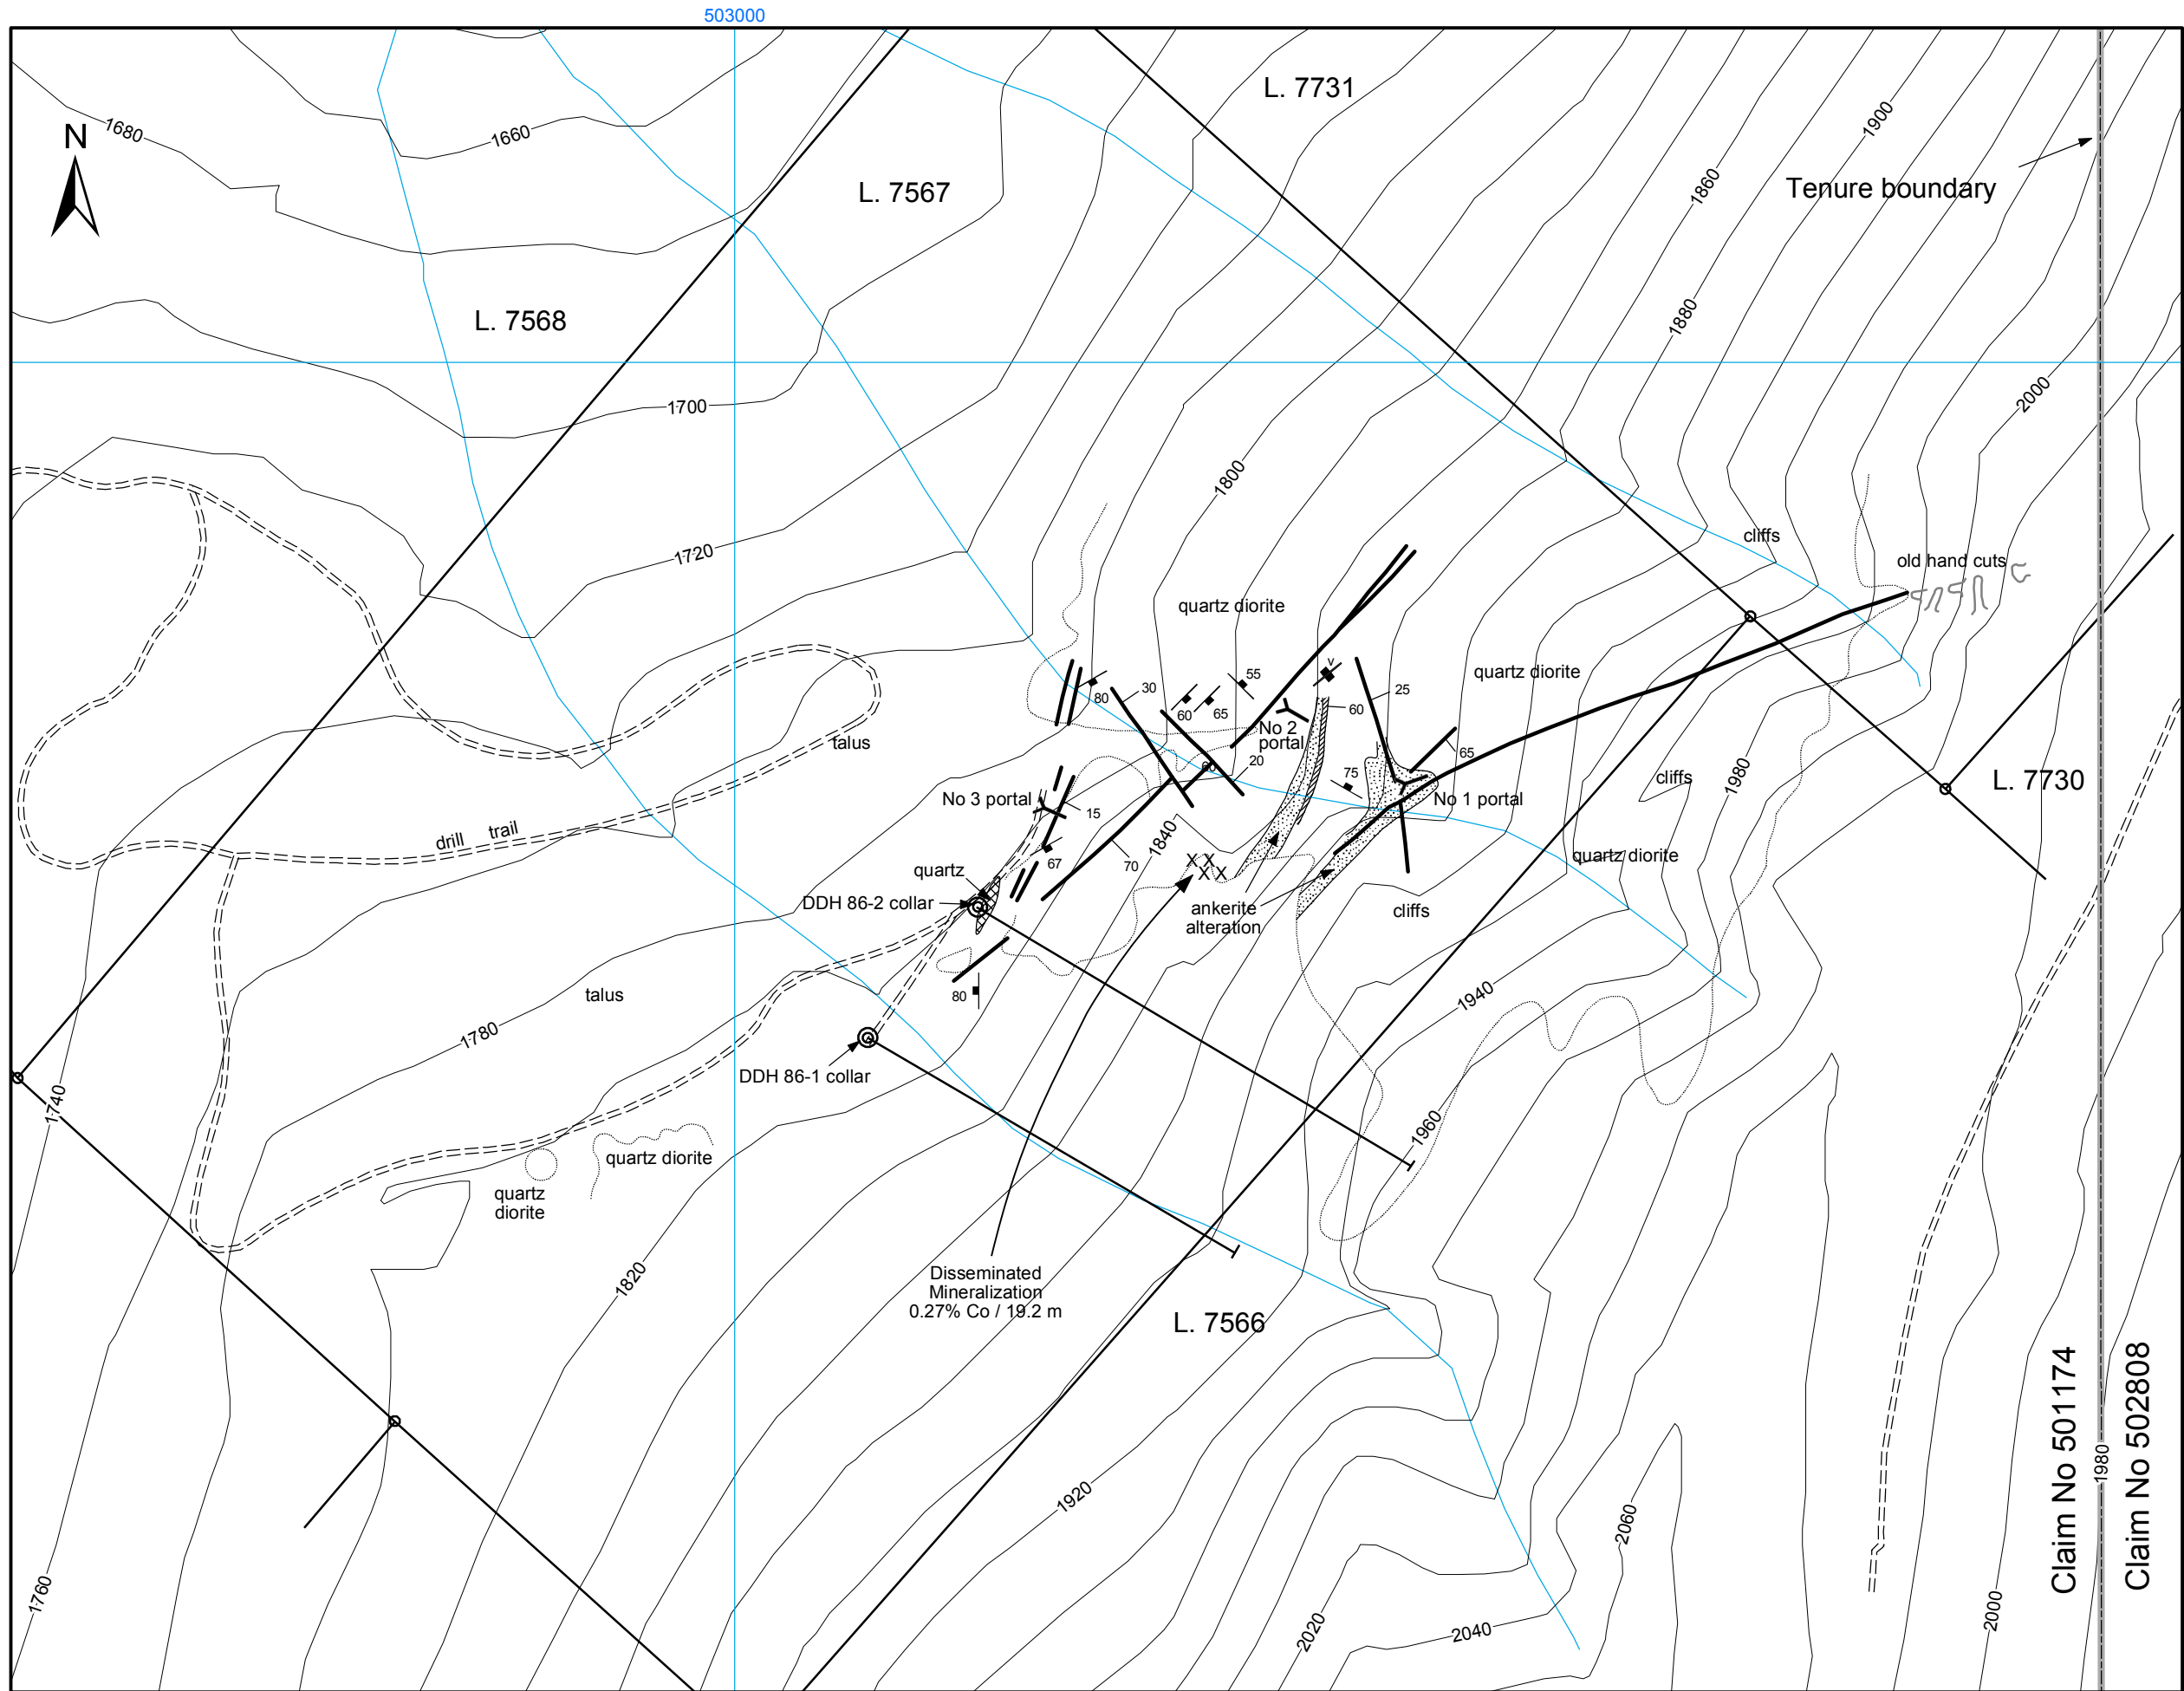 503000
L. 7731
1900
N
1680
1660
1860
Tenure boundary
L. 7567
L. 7568
1880
1700
2000
1800
1720
cliffs
old hand cuts
quartz diorite
quartz diorite
v
55
30
25
80
60
65
60
No 2
portal
talus
65
20
60
75
cliffs
1980
L. 7730
No 3 portal
No 1 portal
15
drill trail
1840
67
70
quartz diorite
quartz
DDH 86-2 collar
ankerite
alteration
cliffs
80
talus
1940
1780
DDH 86-1 collar
1740
1960
quartz diorite
quartz
diorite
1820
Disseminated
Mineralization
0.27% Co / 19.2 m
L. 7566
Claim No 501174
1980
Claim No 502808
1920
2060
1760
2020
2040
2000